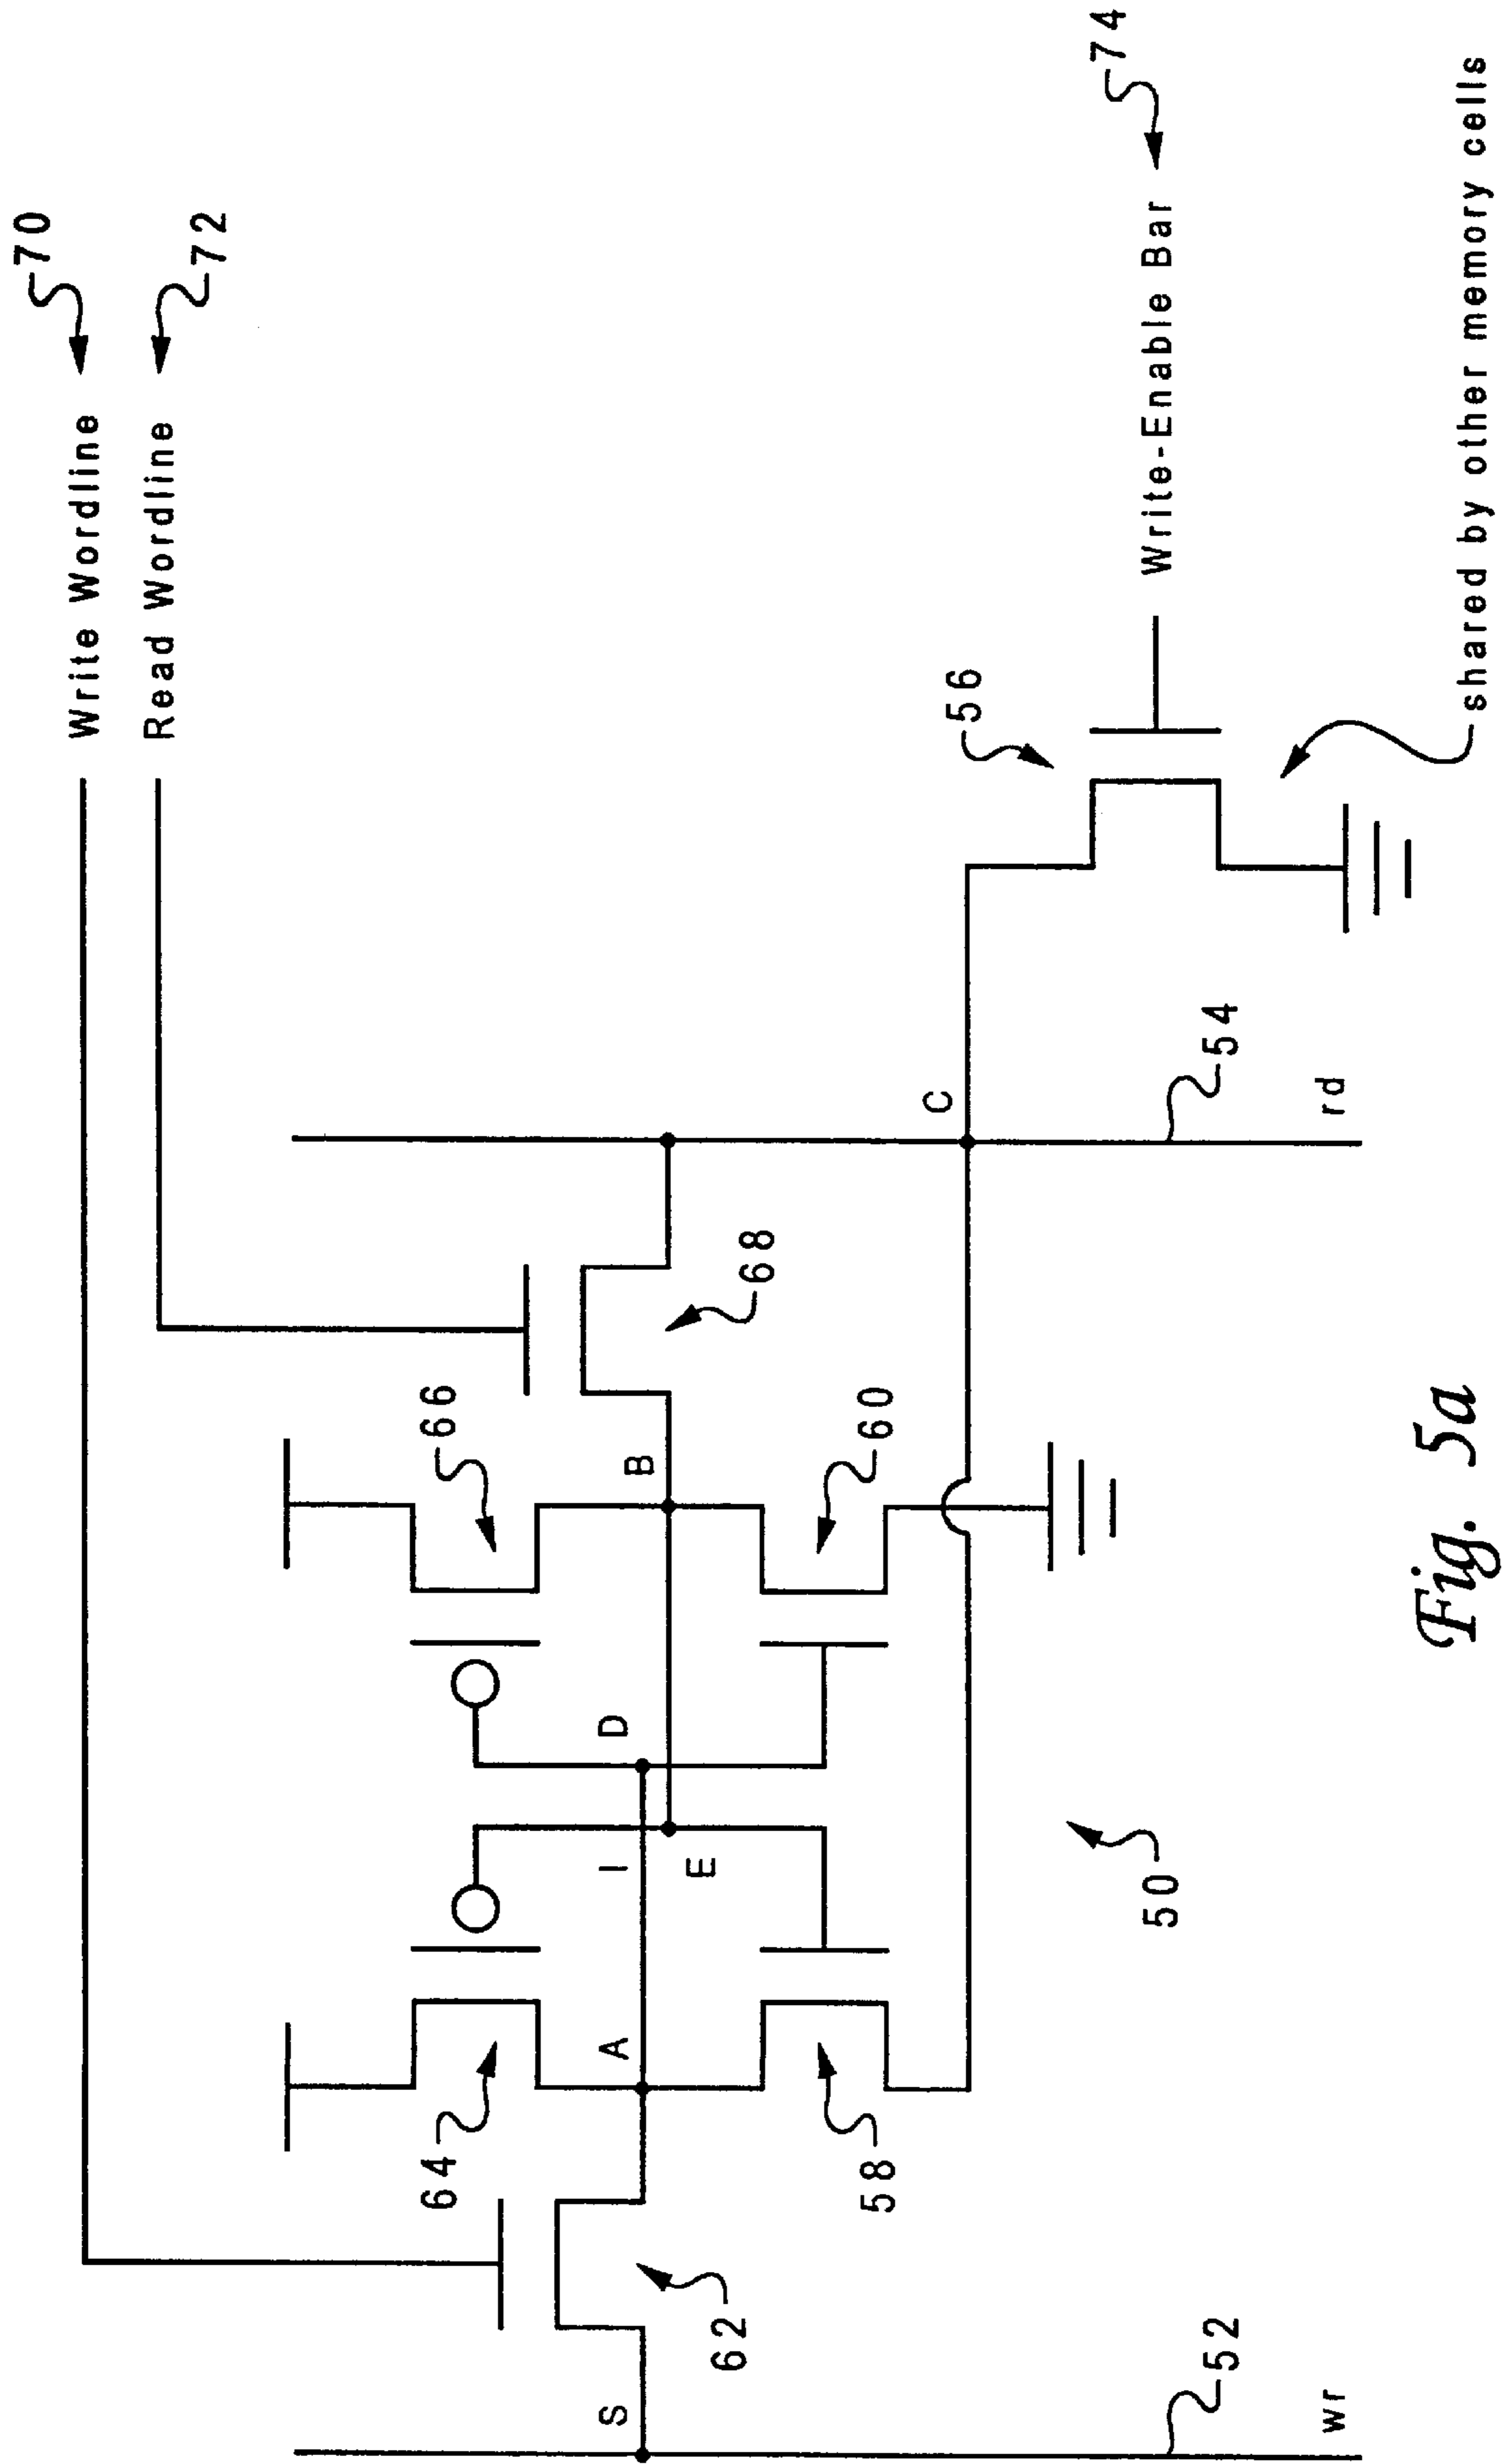 Write Wordline 70
Read Wordline 72
66
B
68
64
A
I
D
E
S
62
58
60
C
56
Write-Enable Bar 74
50
52
wr
54
rd
shared by other memory cells
Fig. 5a